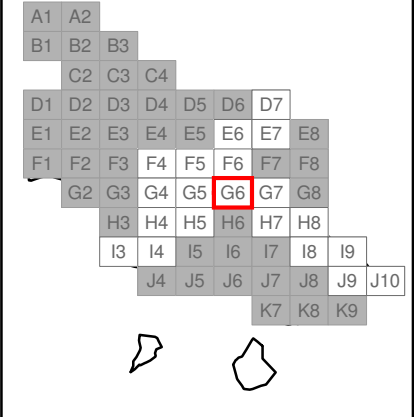 A1 A2
B1 B2 B3
C2 C3 C4
D1 D2 D3 D4 D5 D6 D7
E1 E2 E3 E4 E5 E6 E7 E8
F1 F2 F3 F4 F5 F6 F7 F8
G2 G3 G4 G5 G6 G7 G8
H3 H4 H5 H6 H7 H8
I3 I4 I5 I6 I7 I8 I9
J4 J5 J6 J7 J8 J9 J10
K7 K8 K9